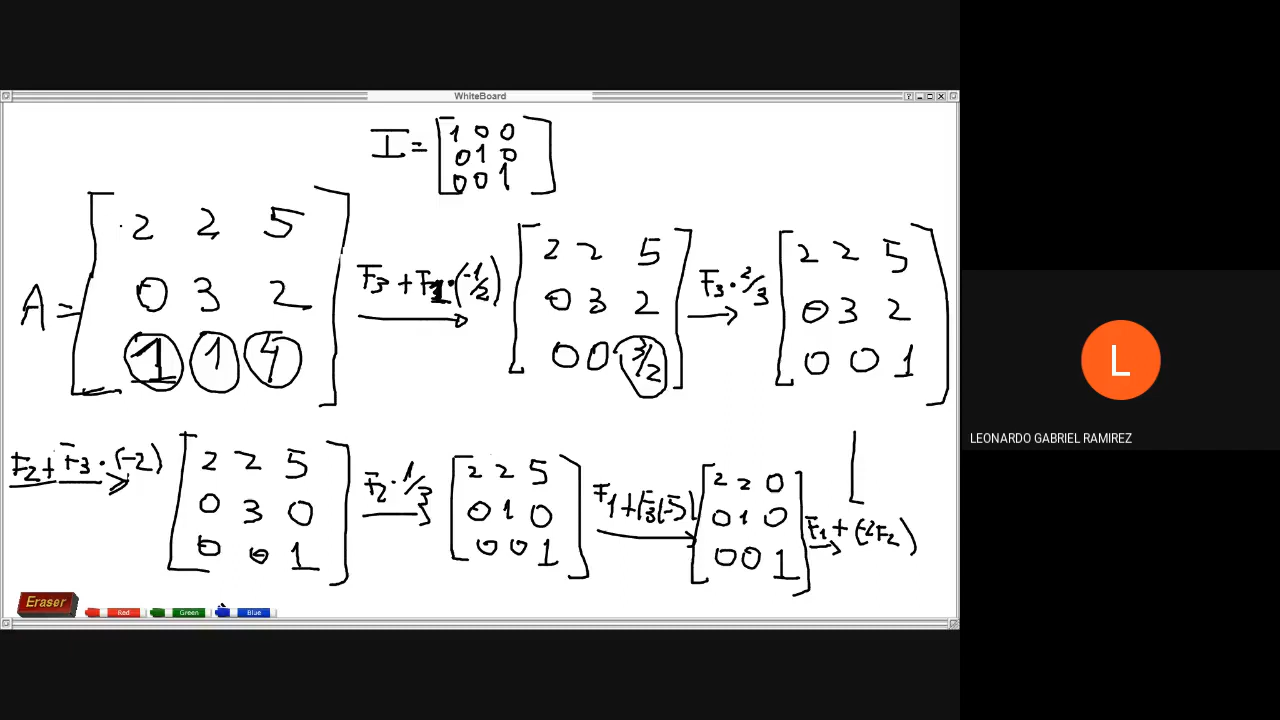 WhiteBoard
I = [1 0 0
0 1 0
0 0 1]
A = [2 2 5
0 3 2
1 1 4]
F3 + F1 · (-1/2)
[2 2 5
0 3 2
0 0 3/2]
F3 · 2/3
[2 2 5
0 3 2
0 0 1]
F2 + F3 · (-2)
[2 2 5
0 3 0
0 0 1]
F2 · 1/3
[2 2 5
0 1 0
0 0 1]
F1 + (F3(-5)
[2 2 0
0 1 0
0 0 1]
F1 + (-2F2)
LEONARDO GABRIEL RAMIREZ
L
Eraser
Red
Green
Blue